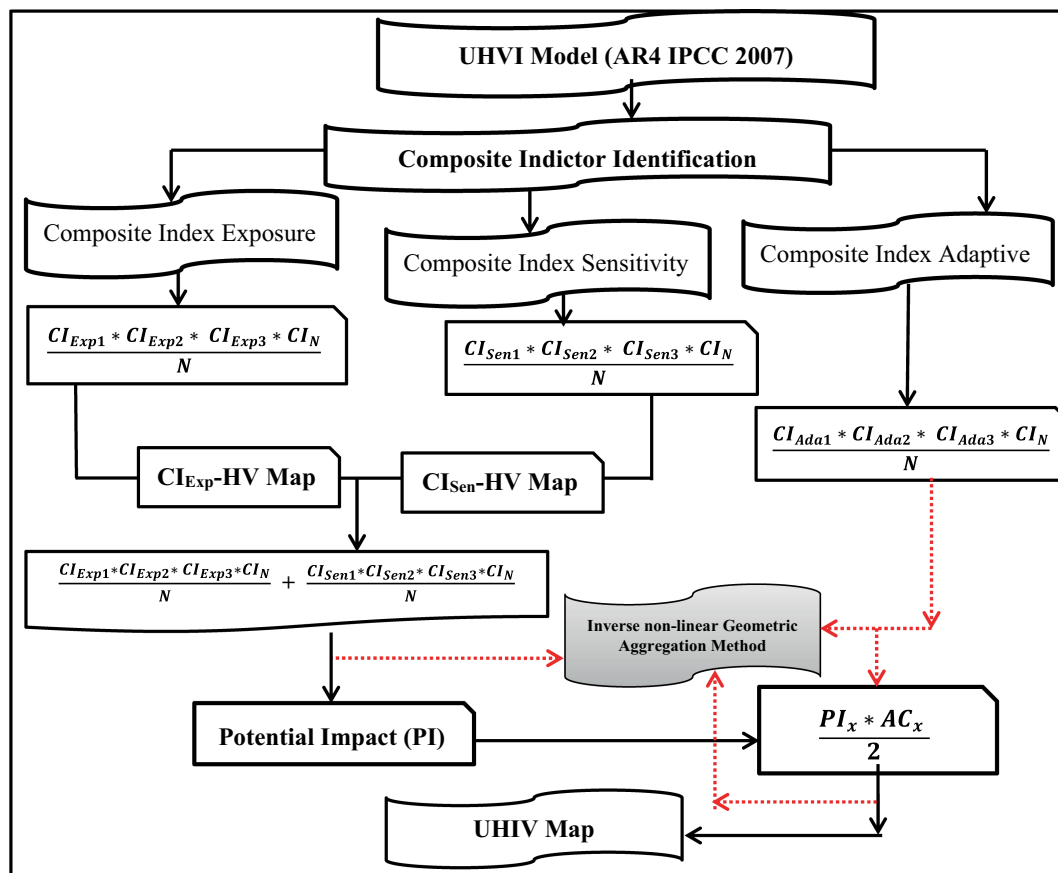 UHVI Model (AR4 IPCC 2007)
Composite Indictor Identification
Composite Index Exposure
Composite Index Sensitivity
Composite Index Adaptive
CI_Exp1 * CI_Exp2 * CI_Exp3 * CI_N
N
CI_Sen1 * CI_Sen2 * CI_Sen3 * CI_N
N
CI_Ada1 * CI_Ada2 * CI_Ada3 * CI_N
N
CI_Exp-HV Map
CI_Sen-HV Map
CI_Exp1*CI_Exp2* CI_Exp3*CI_N + CI_Sen1*CI_Sen2* CI_Sen3*CI_N
N N
Inverse non-linear Geometric
Aggregation Method
Potential Impact (PI)
PI_x * AC_x
2
UHIV Map